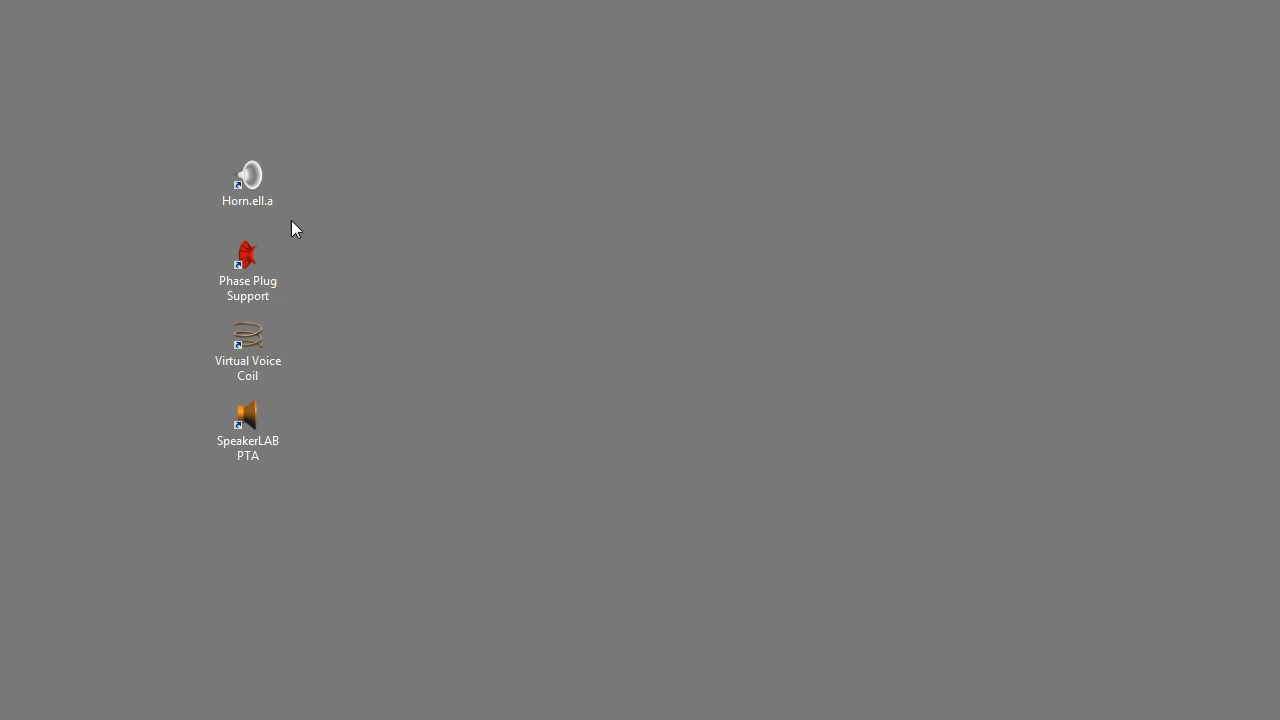 Horn.ell.a
Phase Plug
Support
Virtual Voice
Coil
SpeakerLAB
PTA